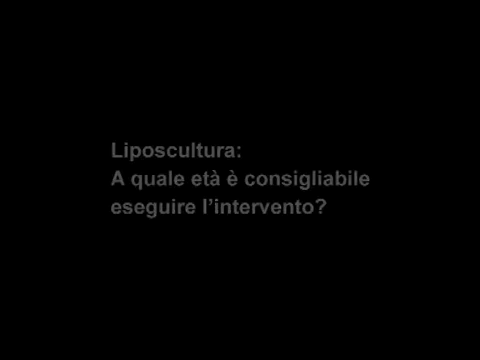 Liposcultura:
A quale età è consigliabile
eseguire l'intervento?